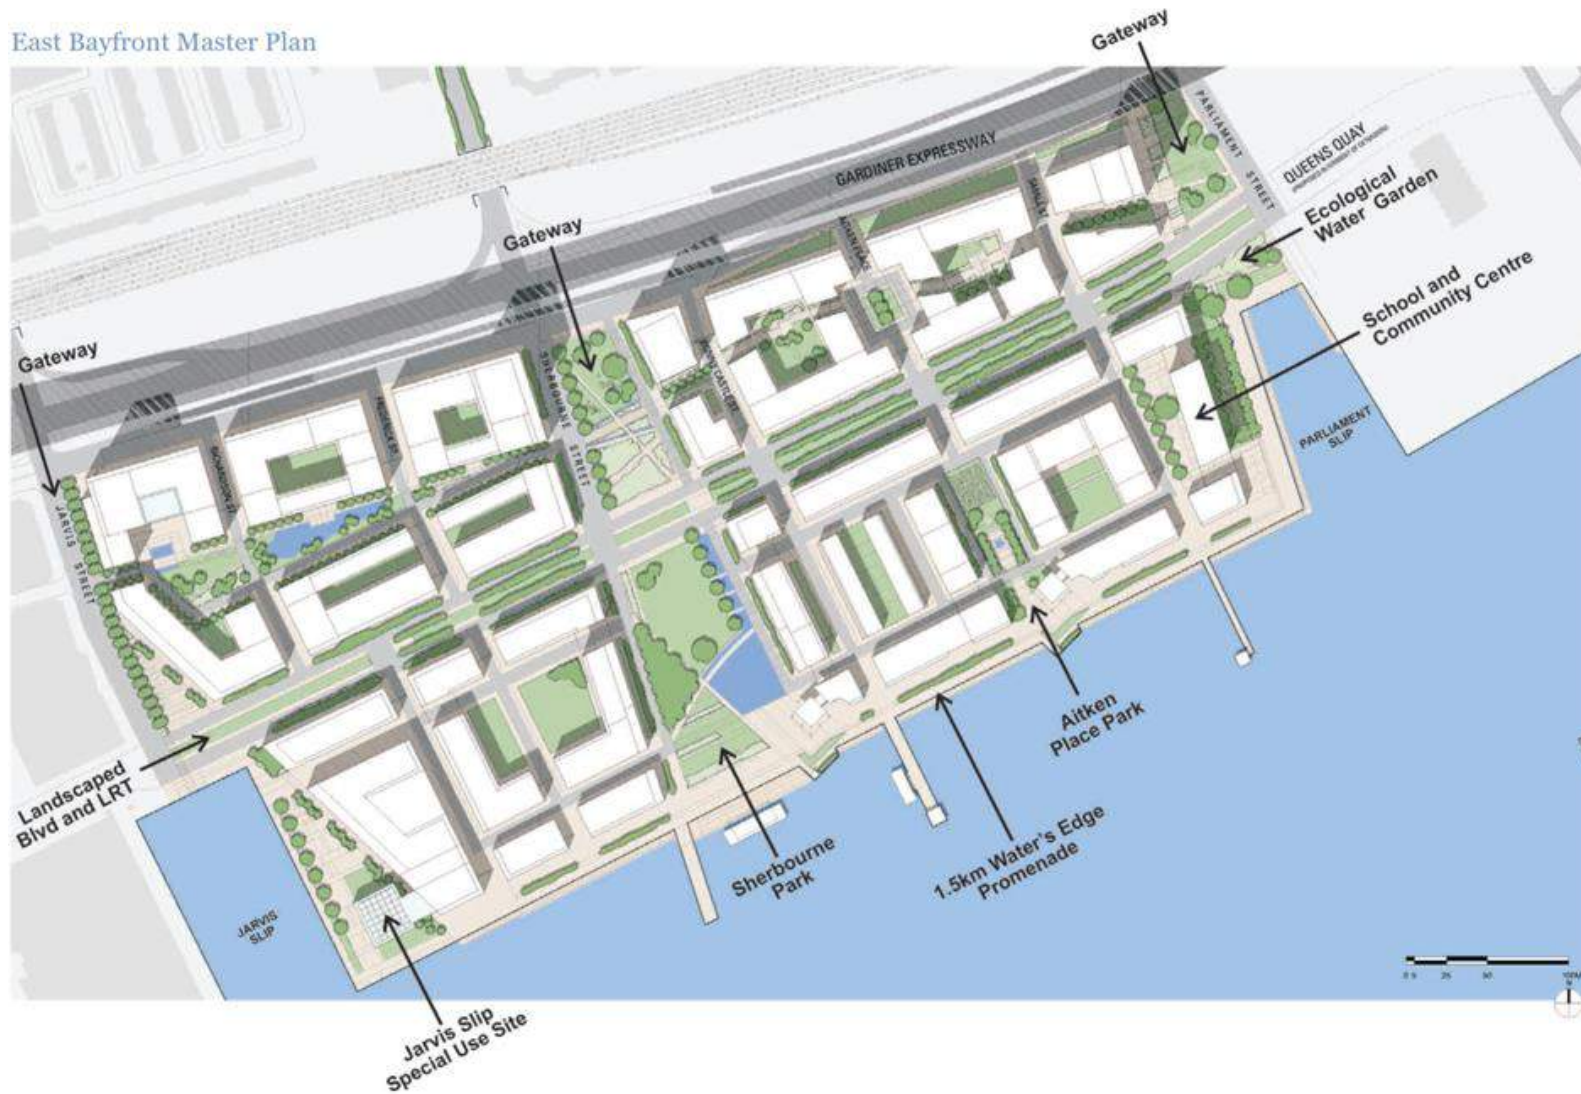 East Bayfront Master Plan
Gateway
PARLIAMENT
STREET
QUEENS QUAY
GARDINER EXPRESSWAY
Ecological
Water Garden
Gateway
School and
Community Centre
Gateway
SHERBOURNE
STREET
PARLIAMENT
SLIP
JARVIS
STREET
Aitken
Place Park
Landscaped
Blvd and LRT
Sherbourne
Park
1.5km Water's Edge
Promenade
JARVIS
SLIP
Jarvis Slip
Special Use Site